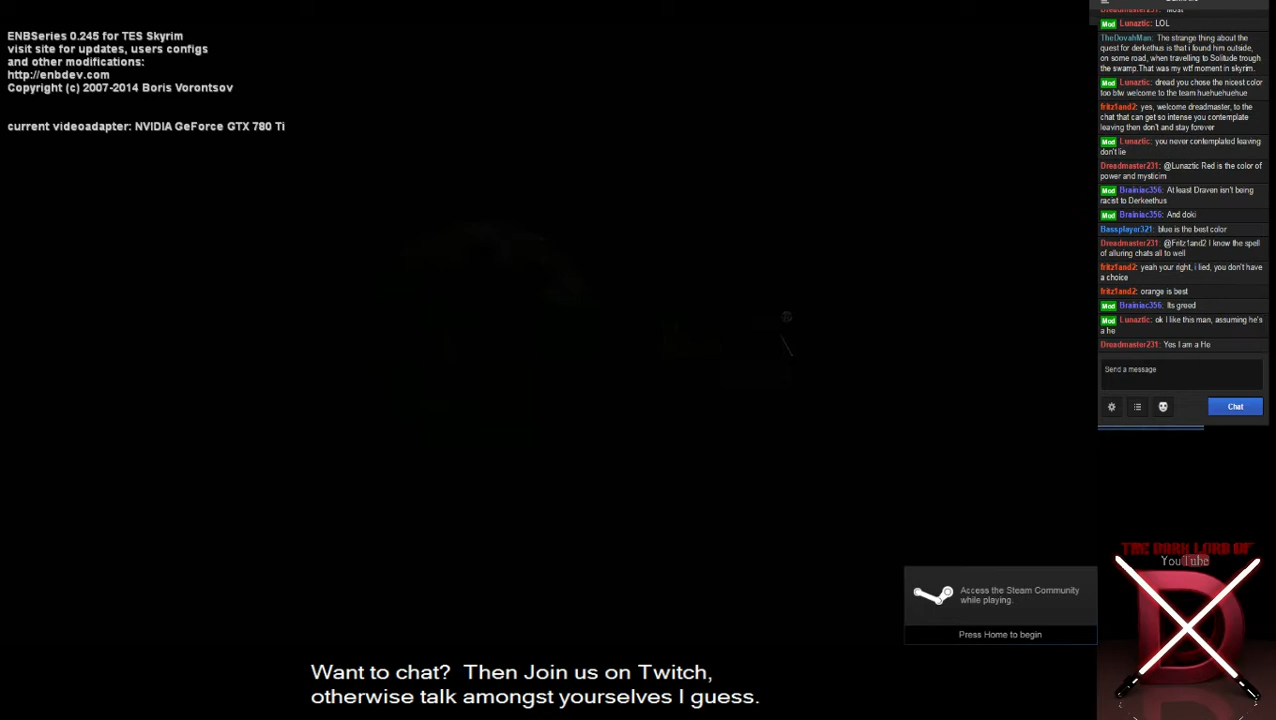 ENBSeries 0.245 for TES Skyrim
visit site for updates, users configs
and other modifications:
http://enbdev.com
Copyright (c) 2007-2014 Boris Vorontsov
current videoadapter: NVIDIA GeForce GTX 780 Ti
Dreadmaster231: Most
Mod Lunaztic: LOL
TheDovahMan: The strange thing about the
quest for derkethus is that i found him outside,
on some road, when travelling to Solitude trough
the swamp.That was my wtf moment in skyrim.
Mod Lunaztic: dread you chose the nicest color
too btw welcome to the team huehuehuehue
fritz1and2: yes, welcome dreadmaster, to the
chat that can get so intense you contemplate
leaving then don't and stay forever
Mod Lunaztic: you never contemplated leaving
don't lie
Dreadmaster231: @Lunaztic Red is the color of
power and mysticim
Mod Brainiac356: At least Draven isn't being
racist to Derkeethus
Mod Brainiac356: And doki
Bassplayer321: blue is the best color
Dreadmaster231: @Fritz1and2 I know the spell
of alluring chats all to well
fritz1and2: yeah your right, i lied, you don't have
a choice
fritz1and2: orange is best
Mod Brainiac356: Its greed
Mod Lunaztic: ok I like this man, assuming he's
a he
Dreadmaster231: Yes I am a He
Send a message
Chat
THE DARK LORD OF
YouTube
D
Access the Steam Community
while playing.
Press Home to begin
Want to chat? Then Join us on Twitch,
otherwise talk amongst yourselves I guess.